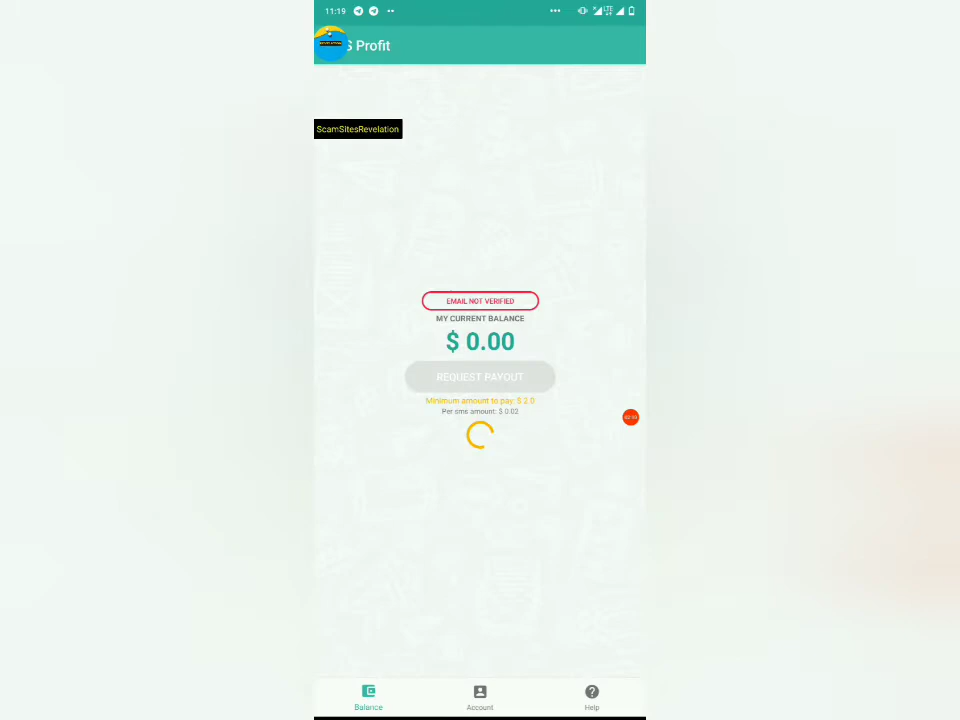 11:19
LTE
S Profit
ScamSitesRevelation
EMAIL NOT VERIFIED
MY CURRENT BALANCE
$ 0.00
REQUEST PAYOUT
Minimum amount to pay: $ 2.0
Per sms amount: $ 0.02
Balance
Account
Help